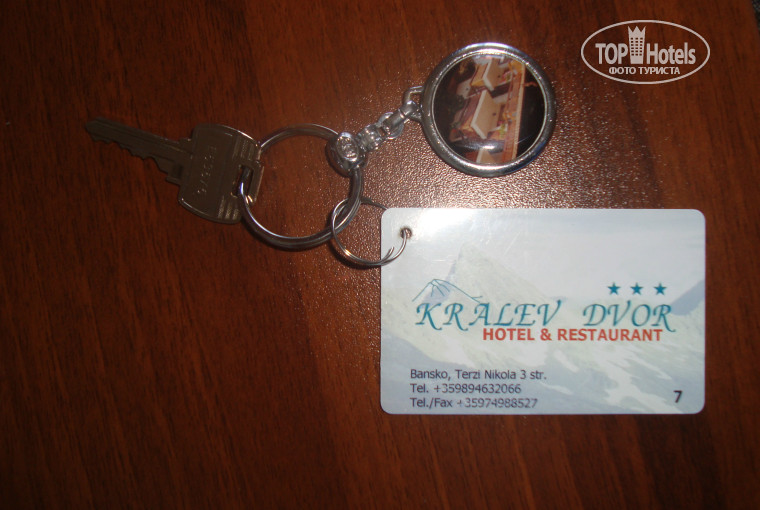 TOP Hotels
ФОТО ТУРИСТА
★ ★ ★
KRALEV DVOR
HOTEL & RESTAURANT
Bansko, Terzi Nikola 3 str.
Tel. +359894632066
Tel./Fax +35974988527
7